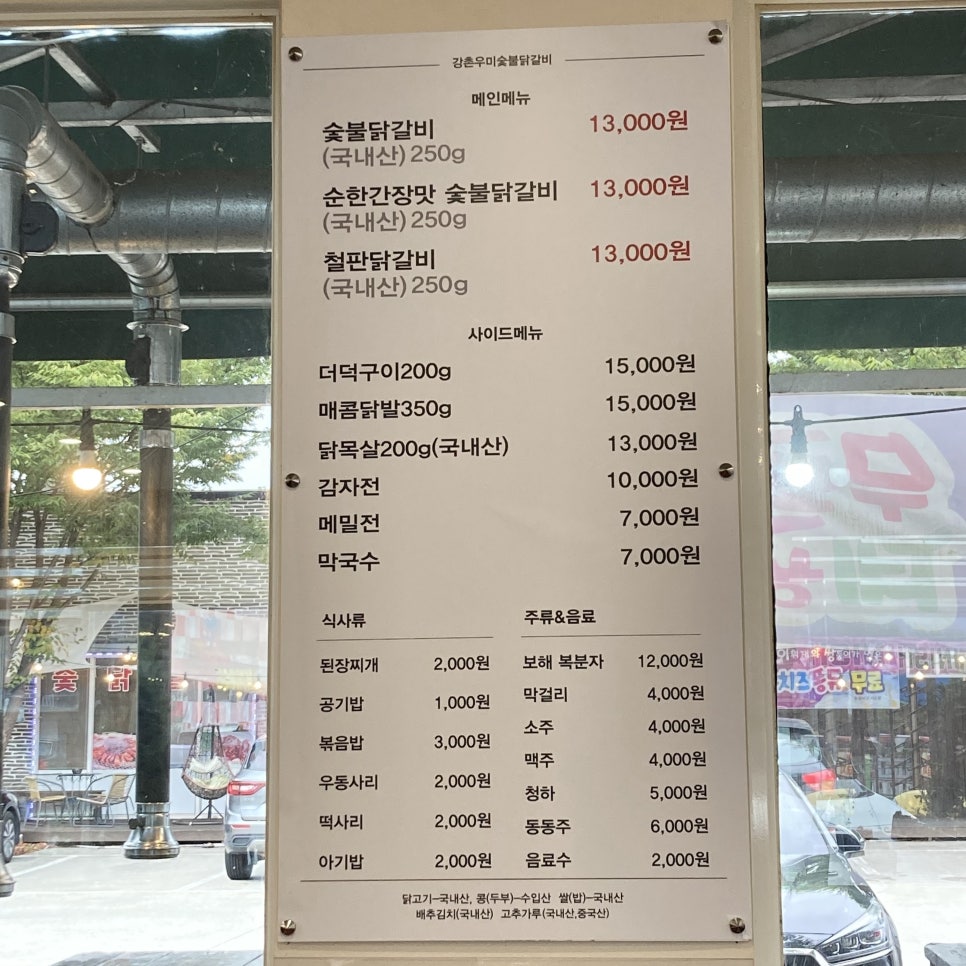 강촌우미숯불닭갈비
메인메뉴
숯불닭갈비 13,000원
(국내산) 250g
순한간장맛 숯불닭갈비 13,000원
(국내산) 250g
철판닭갈비 13,000원
(국내산) 250g
사이드메뉴
더덕구이200g 15,000원
매콤닭발350g 15,000원
닭목살200g(국내산) 13,000원
감자전 10,000원
메밀전 7,000원
막국수 7,000원
식사류
된장찌개 2,000원
공기밥 1,000원
볶음밥 3,000원
우동사리 2,000원
떡사리 2,000원
아기밥 2,000원
주류&음료
보해 복분자 12,000원
막걸리 4,000원
소주 4,000원
맥주 4,000원
청하 5,000원
동동주 6,000원
음료수 2,000원
닭고기-국내산, 콩(두부)-수입산 쌀(밥)-국내산
배추김치(국내산) 고추가루(국내산,중국산)
숯 닭
치즈퐁듀 무료